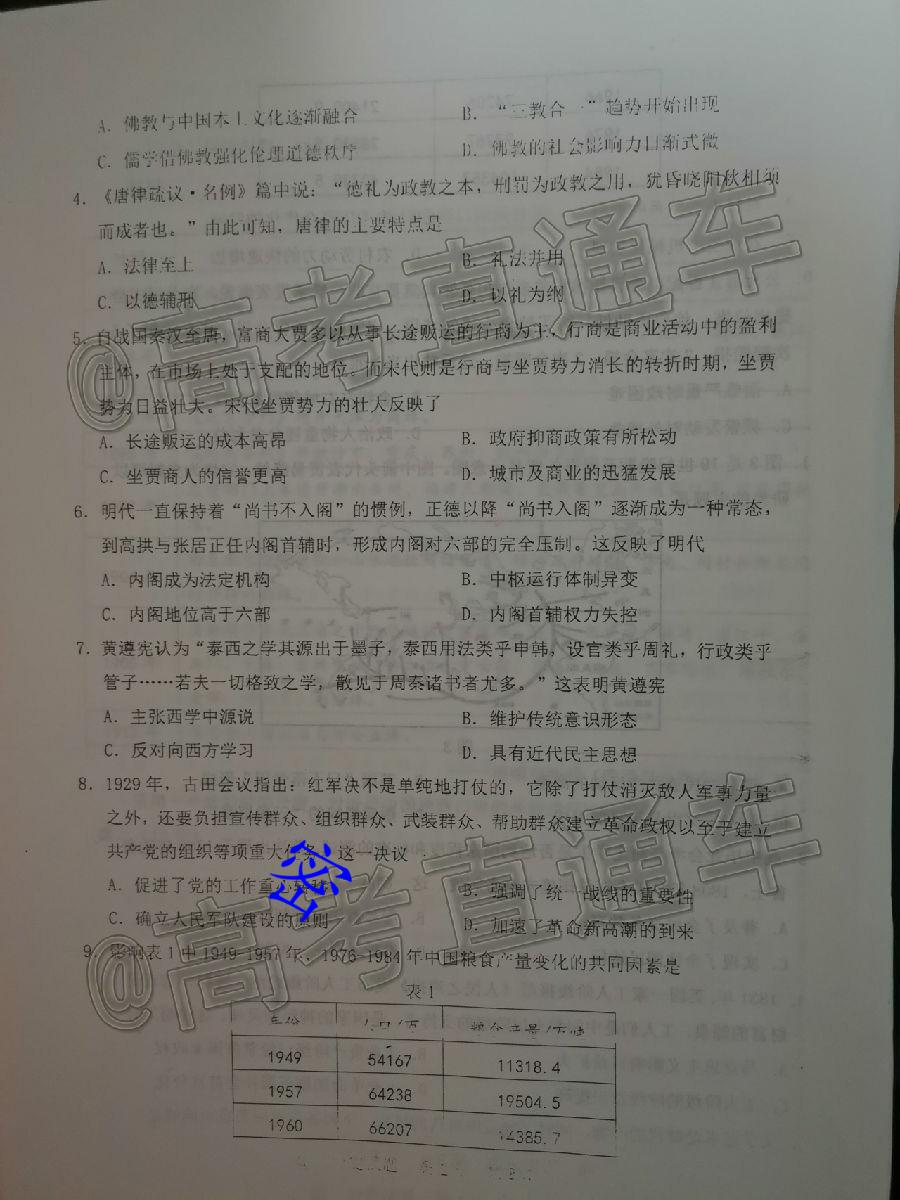 A. 佛教与中国本土文化逐渐融合
B. “三教合一”趋势开始出现
C. 儒学借佛教强化伦理道德秩序
D. 佛教的社会影响力日渐式微
4. 《唐律疏议·名例》篇中说：“德礼为政教之本，刑罚为政教之用，犹昏晓阳秋相须
而成者也。”由此可知，唐律的主要特点是
A. 法律至上
B. 礼法并用
C. 以德辅刑
D. 以礼为纲
5. 自战国秦汉至唐，富商大贾多以从事长途贩运的行商为主，行商是商业活动中的盈利
主体，在市场上处于支配的地位。而宋代则是行商与坐贾势力消长的转折时期，坐贾
势力日益壮大。宋代坐贾势力的壮大反映了
A. 长途贩运的成本高昂
B. 政府抑商政策有所松动
C. 坐贾商人的信誉更高
D. 城市及商业的迅猛发展
6. 明代一直保持着“尚书不入阁”的惯例，正德以降“尚书入阁”逐渐成为一种常态，
到高拱与张居正任内阁首辅时，形成内阁对六部的完全压制。这反映了明代
A. 内阁成为法定机构
B. 中枢运行体制异变
C. 内阁地位高于六部
D. 内阁首辅权力失控
7. 黄遵宪认为“泰西之学其源出于墨子，泰西用法类乎申韩，设官类乎周礼，行政类乎
管子……若夫一切格致之学，散见于周秦诸书者尤多。”这表明黄遵宪
A. 主张西学中源说
B. 维护传统意识形态
C. 反对向西方学习
D. 具有近代民主思想
8. 1929年，古田会议指出：红军决不是单纯地打仗的，它除了打仗消灭敌人军事力量
之外，还要负担宣传群众、组织群众、武装群众、帮助群众建立革命政权以至于建立
共产党的组织等项重大任务。这一决议
A. 促进了党的工作重心转移
B. 强调了统一战线的重要性
C. 确立人民军队建设的原则
D. 加速了革命新高潮的到来
密
9. 影响表1中1949-1957年、1976-1984年中国粮食产量变化的共同因素是
表1
年份 人口/万 粮食产量/万吨
1949 54167 11318.4
1957 64238 19504.5
1960 66207 14385.7
@高考直通车
@高考直通车